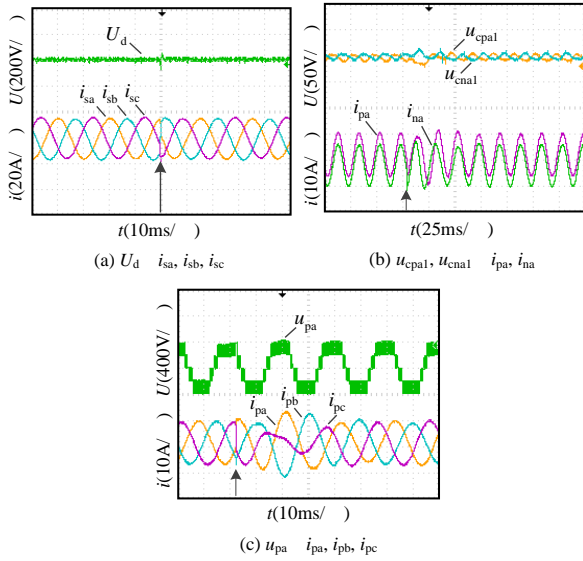 U(200V/ )
i(20A/ )
U_d
i_sa i_sb i_sc
t(10ms/ )
(a) U_d i_sa, i_sb, i_sc
U(50V/ )
i(10A/ )
u_cpa1
u_cna1
i_pa i_na
t(25ms/ )
(b) u_cpa1, u_cna1 i_pa, i_na
U(400V/ )
i(10A/ )
u_pa
i_pa i_pb i_pc
t(10ms/ )
(c) u_pa i_pa, i_pb, i_pc